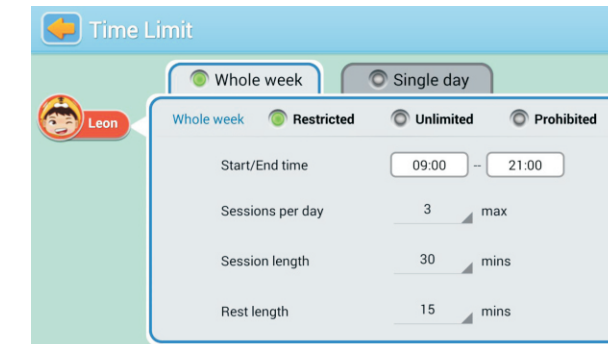 Time Limit
Whole week Single day
Leon
Whole week Restricted Unlimited Prohibited
Start/End time 09:00 -- 21:00
Sessions per day 3 max
Session length 30 mins
Rest length 15 mins